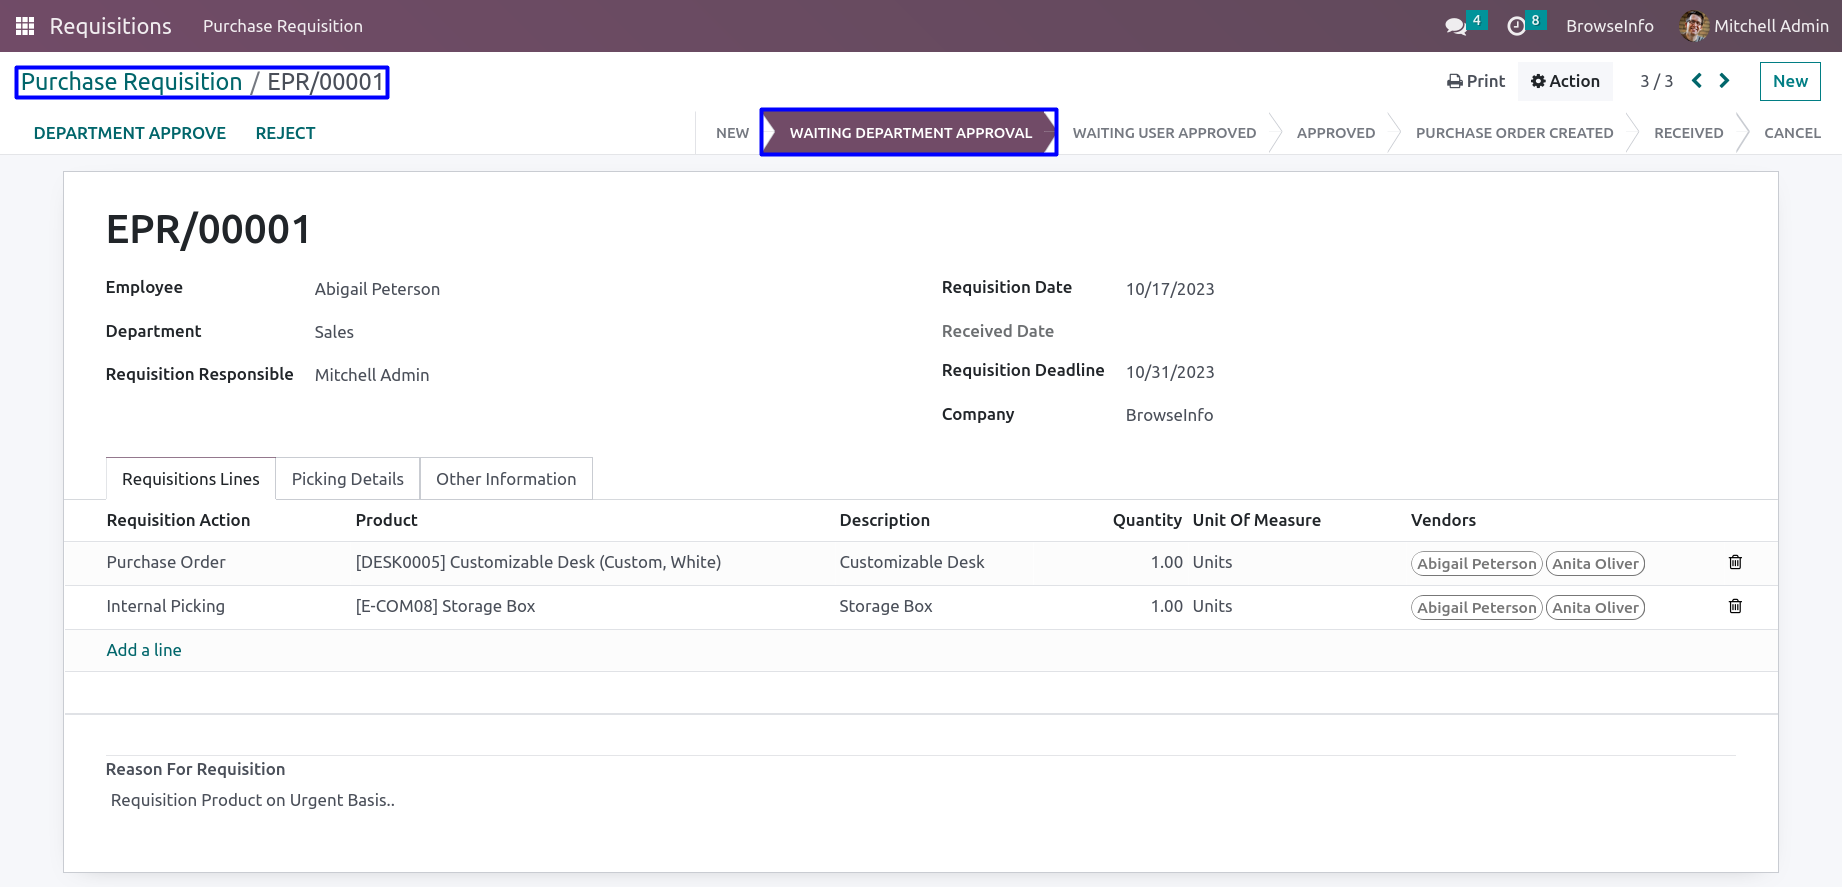 Requisitions Purchase Requisition 4 8 BrowseInfo Mitchell Admin
Purchase Requisition / EPR/00001 Print Action 3 / 3 New
DEPARTMENT APPROVE REJECT NEW WAITING DEPARTMENT APPROVAL WAITING USER APPROVED APPROVED PURCHASE ORDER CREATED RECEIVED CANCEL
EPR/00001
Employee Abigail Peterson Requisition Date 10/17/2023
Department Sales Received Date
Requisition Responsible Mitchell Admin Requisition Deadline 10/31/2023
Company BrowseInfo
Requisitions Lines Picking Details Other Information
Requisition Action Product Description Quantity Unit Of Measure Vendors
Purchase Order [DESK0005] Customizable Desk (Custom, White) Customizable Desk 1.00 Units Abigail Peterson Anita Oliver
Internal Picking [E-COM08] Storage Box Storage Box 1.00 Units Abigail Peterson Anita Oliver
Add a line
Reason For Requisition
Requisition Product on Urgent Basis..